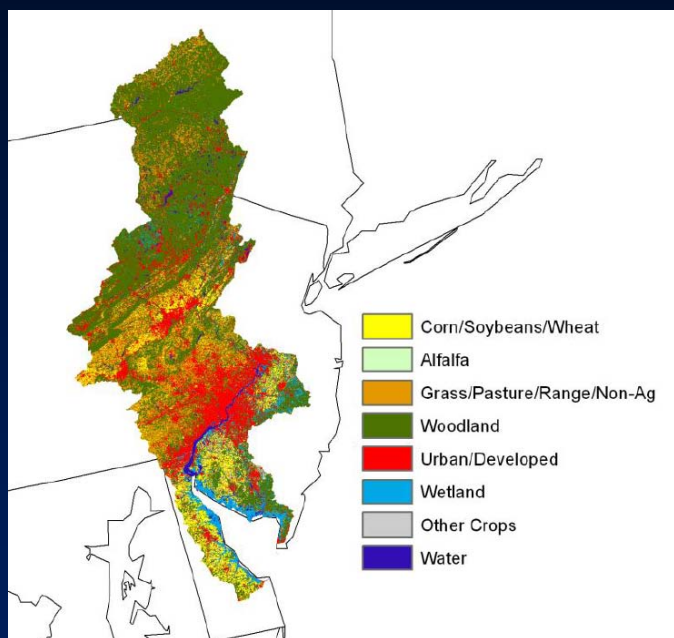 Corn/Soybeans/Wheat
Alfalfa
Grass/Pasture/Range/Non-Ag
Woodland
Urban/Developed
Wetland
Other Crops
Water